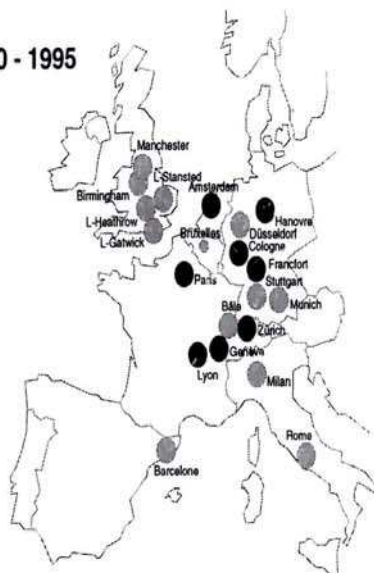 0 - 1995
Manchester
L-Stansted
Birmingham
Amsterdam
L-Heathrow
Hanovre
L-Gatwick
Bruxelles
Düsseldorf
Cologne
Francfort
Paris
Stuttgart
Munich
Bâle
Zürich
Genève
Lyon
Milan
Rome
Barcelone